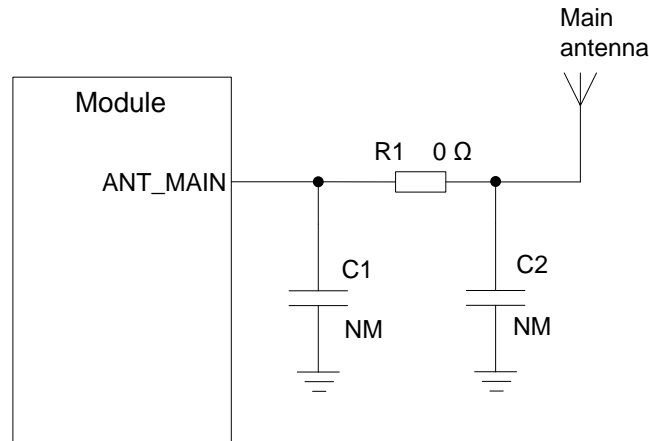 Main
antenna
Module
R1 0 Ω
ANT_MAIN
C1
C2
NM
NM